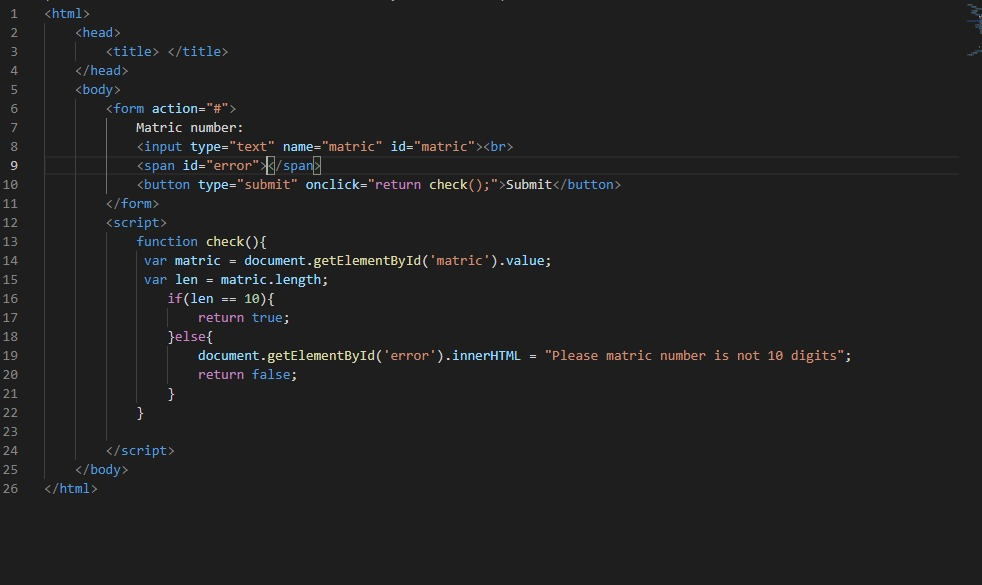 1 <html>
2 <head>
3 <title> </title>
4 </head>
5 <body>
6 <form action="#">
7 Matric number:
8 <input type="text" name="matric" id="matric"><br>
9 <span id="error"></span>
10 <button type="submit" onclick="return check();">Submit</button>
11 </form>
12 <script>
13 function check(){
14 var matric = document.getElementById('matric').value;
15 var len = matric.length;
16 if(len == 10){
17 return true;
18 }else{
19 document.getElementById('error').innerHTML = "Please matric number is not 10 digits";
20 return false;
21 }
22 }
23
24 </script>
25 </body>
26 </html>